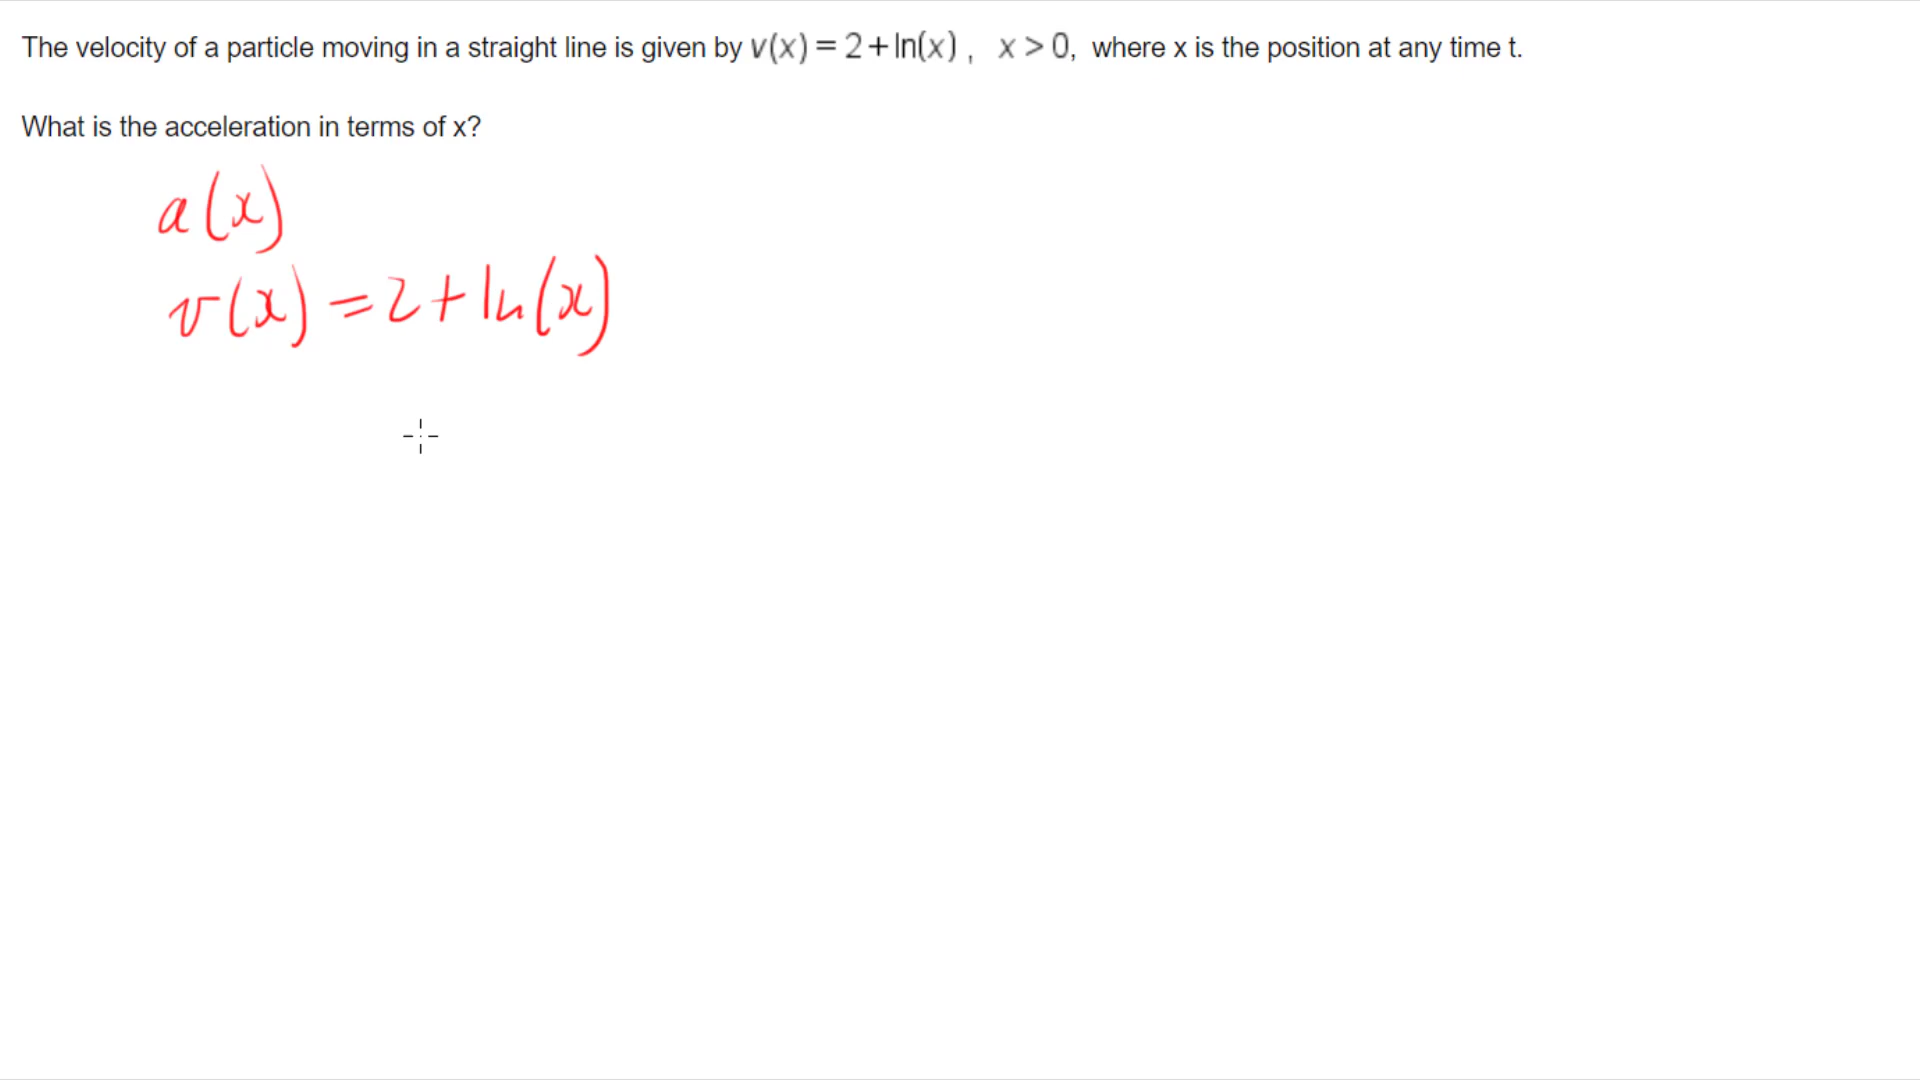 The velocity of a particle moving in a straight line is given by v(x) = 2 + ln(x) , x > 0, where x is the position at any time t.
What is the acceleration in terms of x?
a(x)
v(x) = 2 + ln(x)